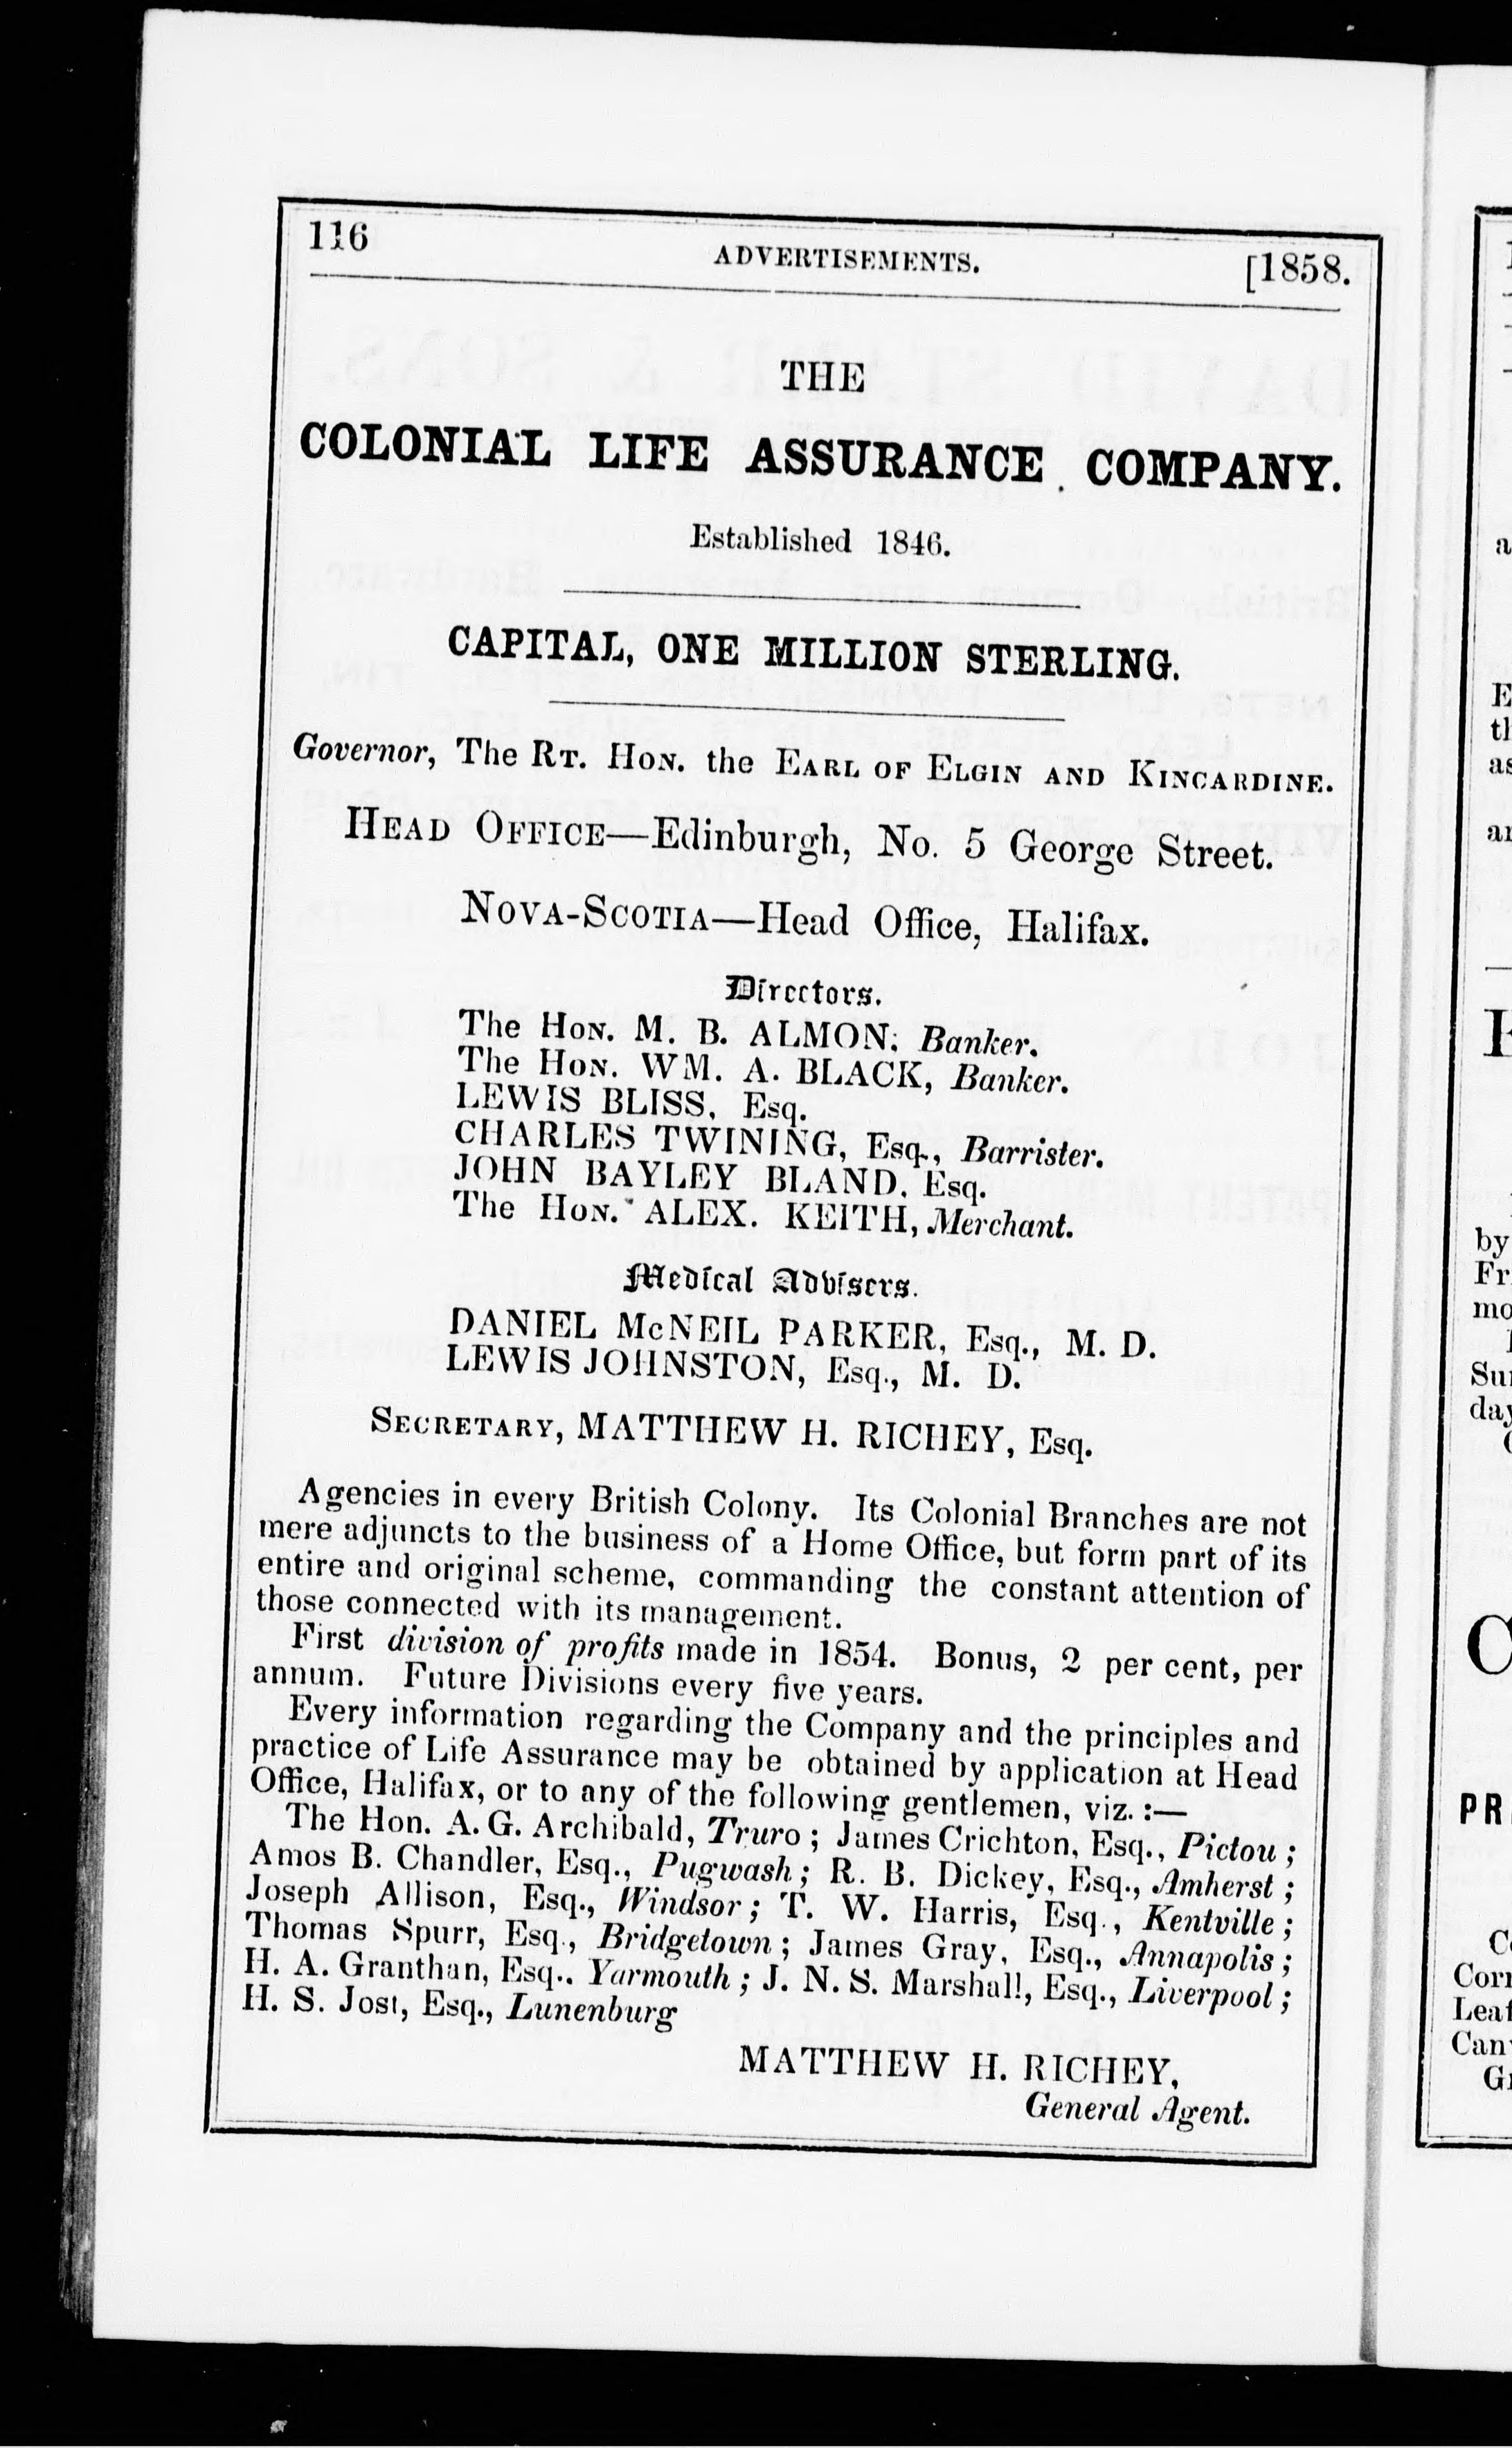 116 ADVERTISEMENTS. [1858.
THE
COLONIAL LIFE ASSURANCE COMPANY.
Established 1846.
CAPITAL, ONE MILLION STERLING.
Governor, The RT. HON. the EARL OF ELGIN AND KINCARDINE.
HEAD OFFICE—Edinburgh, No. 5 George Street.
NOVA-SCOTIA—Head Office, Halifax.
Directors.
The HON. M. B. ALMON; Banker.
The HON. WM. A. BLACK, Banker.
LEWIS BLISS, Esq.
CHARLES TWINING, Esq., Barrister.
JOHN BAYLEY BLAND, Esq.
The HON. ALEX. KEITH, Merchant.
Medical Advisers.
DANIEL McNEIL PARKER, Esq., M. D.
LEWIS JOHNSTON, Esq., M. D.
SECRETARY, MATTHEW H. RICHEY, Esq.
Agencies in every British Colony. Its Colonial Branches are not
mere adjuncts to the business of a Home Office, but form part of its
entire and original scheme, commanding the constant attention of
those connected with its management.
First division of profits made in 1854. Bonus, 2 per cent, per
annum. Future Divisions every five years.
Every information regarding the Company and the principles and
practice of Life Assurance may be obtained by application at Head
Office, Halifax, or to any of the following gentlemen, viz. :—
The Hon. A. G. Archibald, Truro ; James Crichton, Esq., Pictou ;
Amos B. Chandler, Esq., Pugwash ; R. B. Dickey, Esq., Amherst ;
Joseph Allison, Esq., Windsor ; T. W. Harris, Esq., Kentville ;
Thomas Spurr, Esq., Bridgetown ; James Gray, Esq., Annapolis ;
H. A. Granthan, Esq.. Yarmouth ; J. N. S. Marshall, Esq., Liverpool ;
H. S. Jost, Esq., Lunenburg
MATTHEW H. RICHEY,
General Agent.